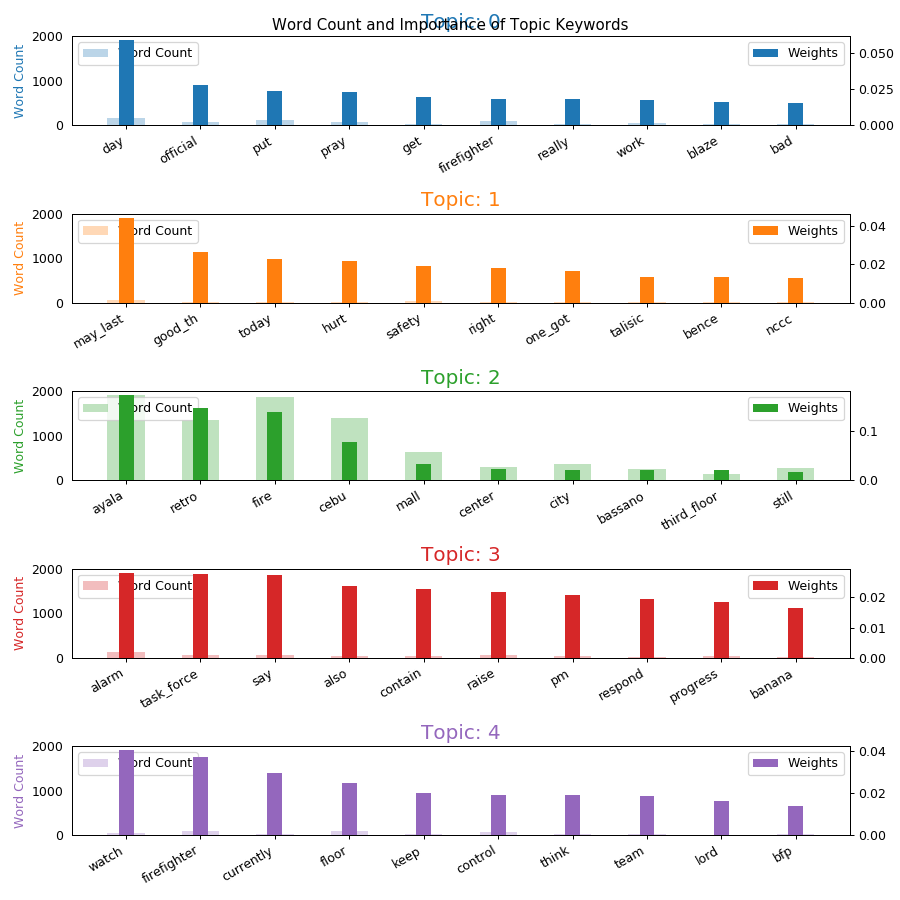 Topic: 0
Word Count and Importance of Topic Keywords
Word Count
2000
1000
0
Word Count
Weights
0.050
0.025
0.000
day official put pray get firefighter really work blaze bad
Topic: 1
Word Count
2000
1000
0
Word Count
Weights
0.04
0.02
0.00
may_last good_th today hurt safety right one_got talisic bence nccc
Topic: 2
Word Count
2000
1000
0
Word Count
Weights
0.1
0.0
ayala retro fire cebu mall center city bassano third_floor still
Topic: 3
Word Count
2000
1000
0
Word Count
Weights
0.02
0.01
0.00
alarm task_force say also contain raise pm respond progress banana
Topic: 4
Word Count
2000
1000
0
Word Count
Weights
0.04
0.02
0.00
watch firefighter currently floor keep control think team lord bfp